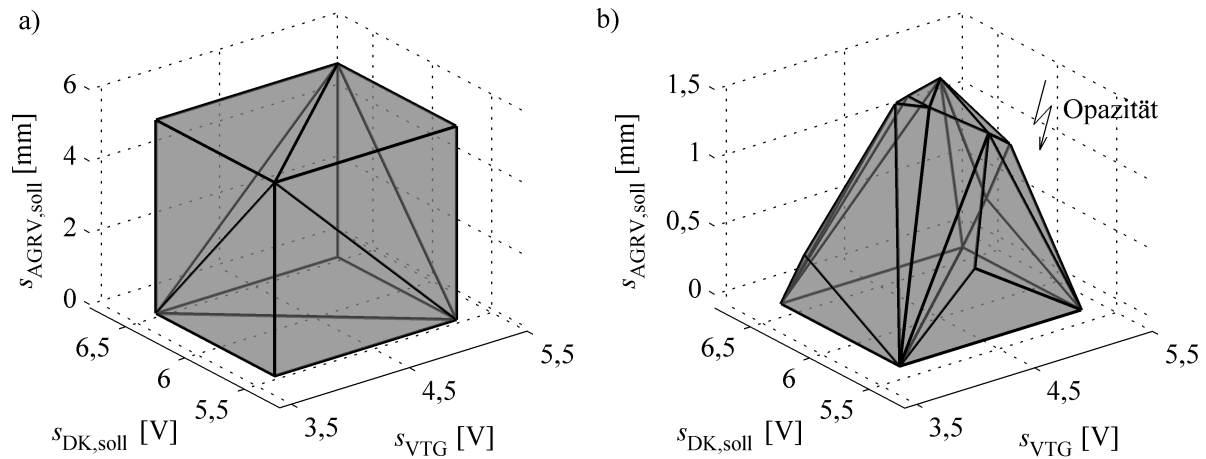 a)
s_AGRV,soll [mm]
6
4
2
0
6,5
6
5,5
s_DK,soll [V]
3,5
4,5
5,5
s_VTG [V]
b)
s_AGRV,soll [mm]
1,5
1
0,5
0
Opazität
6,5
6
5,5
s_DK,soll [V]
3,5
4,5
5,5
s_VTG [V]